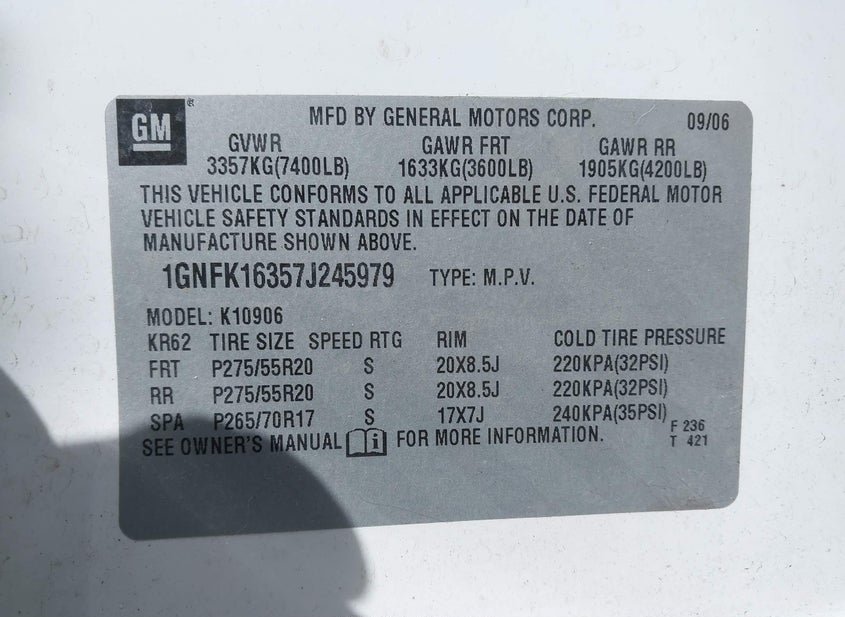 GM®
MFD BY GENERAL MOTORS CORP. 09/06
GVWR GAWR FRT GAWR RR
3357KG(7400LB) 1633KG(3600LB) 1905KG(4200LB)
THIS VEHICLE CONFORMS TO ALL APPLICABLE U.S. FEDERAL MOTOR
VEHICLE SAFETY STANDARDS IN EFFECT ON THE DATE OF
MANUFACTURE SHOWN ABOVE.
1GNFK16357J245979 TYPE: M.P.V.
MODEL: K10906
KR62 TIRE SIZE SPEED RTG RIM COLD TIRE PRESSURE
FRT P275/55R20 S 20X8.5J 220KPA(32PSI)
RR P275/55R20 S 20X8.5J 220KPA(32PSI)
SPA P265/70R17 S 17X7J 240KPA(35PSI) F 236
SEE OWNER'S MANUAL i FOR MORE INFORMATION. T 421